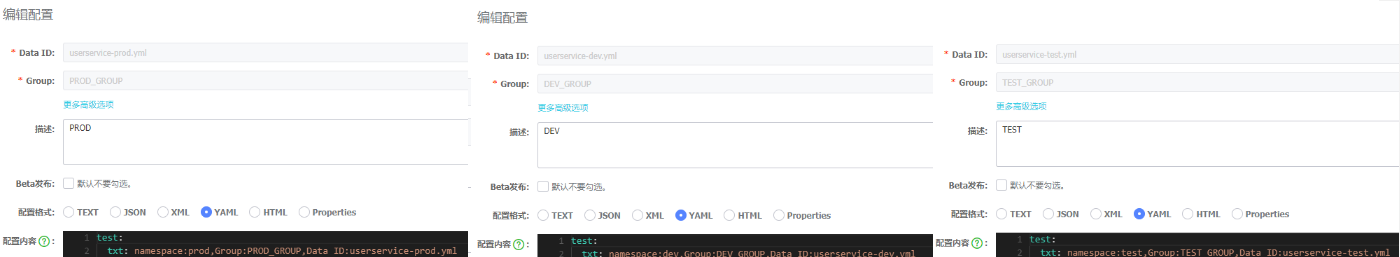 编辑配置
* Data ID: userservice-prod.yml
* Group: PROD_GROUP
更多高级选项
描述: PROD
Beta发布: 默认不要勾选。
配置格式: TEXT JSON XML YAML HTML Properties
配置内容 ? :
1 test:
2 txt: namespace:prod,Group:PROD_GROUP,Data ID:userservice-prod.yml
编辑配置
* Data ID: userservice-dev.yml
* Group: DEV_GROUP
更多高级选项
描述: DEV
Beta发布: 默认不要勾选。
配置格式: TEXT JSON XML YAML HTML Properties
配置内容 ? :
1 test:
2 txt: namespace:dev,Group:DEV_GROUP,Data ID:userservice-dev.yml
* Data ID: userservice-test.yml
* Group: TEST_GROUP
更多高级选项
描述: TEST
Beta发布: 默认不要勾选。
配置格式: TEXT JSON XML YAML HTML Properties
配置内容 ? :
1 test:
2 txt: namespace:test,Group:TEST_GROUP,Data ID:userservice-test.yml